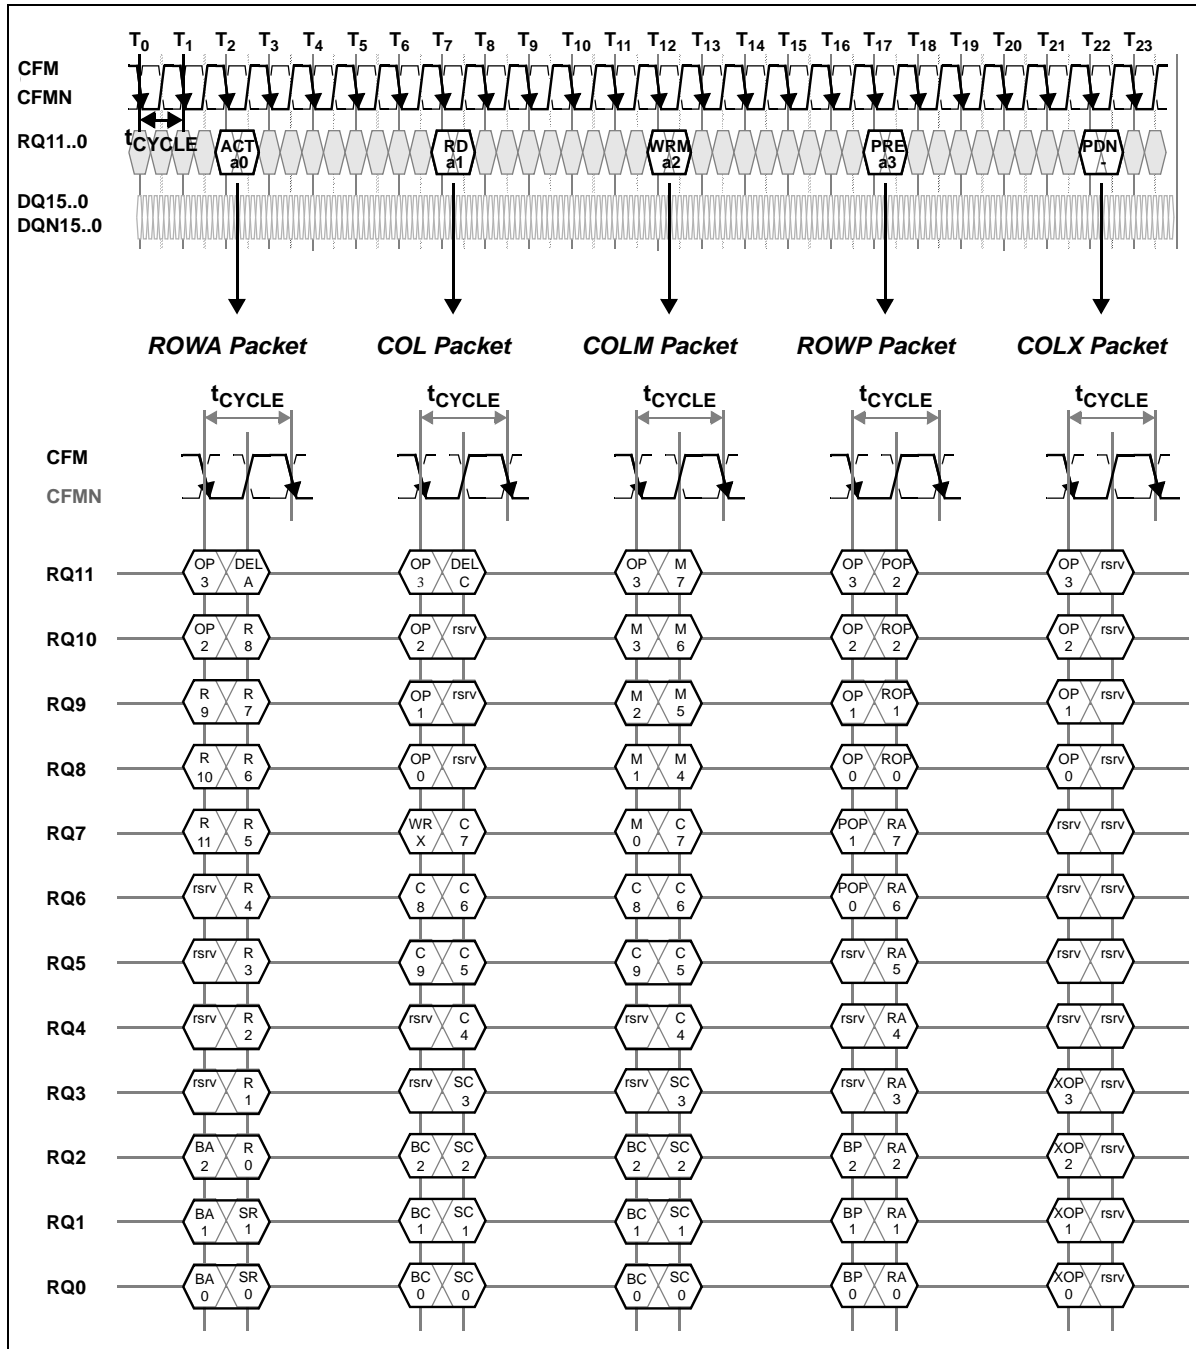 T0 T1 T2 T3 T4 T5 T6 T7 T8 T9 T10 T11 T12 T13 T14 T15 T16 T17 T18 T19 T20 T21 T22 T23
CFM
CFMN
RQ11..0 tCYCLE ACT a0 RD a1 WRM a2 PRE a3 PDN -
DQ15..0
DQN15..0
ROWA Packet COL Packet COLM Packet ROWP Packet COLX Packet
tCYCLE tCYCLE tCYCLE tCYCLE tCYCLE
CFM
CFMN
RQ11 OP 3 DEL A OP 3 DEL C OP 3 M 7 OP 3 POP 2 OP 3 rsrv
RQ10 OP 2 R 8 OP 2 rsrv M 3 M 6 OP 2 ROP 2 OP 2 rsrv
RQ9 R 9 R 7 OP 1 rsrv M 2 M 5 OP 1 ROP 1 OP 1 rsrv
RQ8 R 10 R 6 OP 0 rsrv M 1 M 4 OP 0 ROP 0 OP 0 rsrv
RQ7 R 11 R 5 WR X C 7 M 0 C 7 POP 1 RA 7 rsrv rsrv
RQ6 rsrv R 4 C 8 C 6 C 8 C 6 POP 0 RA 6 rsrv rsrv
RQ5 rsrv R 3 C 9 C 5 C 9 C 5 rsrv RA 5 rsrv rsrv
RQ4 rsrv R 2 rsrv C 4 rsrv C 4 rsrv RA 4 rsrv rsrv
RQ3 rsrv R 1 rsrv SC 3 rsrv SC 3 rsrv RA 3 XOP 3 rsrv
RQ2 BA 2 R 0 BC 2 SC 2 BC 2 SC 2 BP 2 RA 2 XOP 2 rsrv
RQ1 BA 1 SR 1 BC 1 SC 1 BC 1 SC 1 BP 1 RA 1 XOP 1 rsrv
RQ0 BA 0 SR 0 BC 0 SC 0 BC 0 SC 0 BP 0 RA 0 XOP 0 rsrv